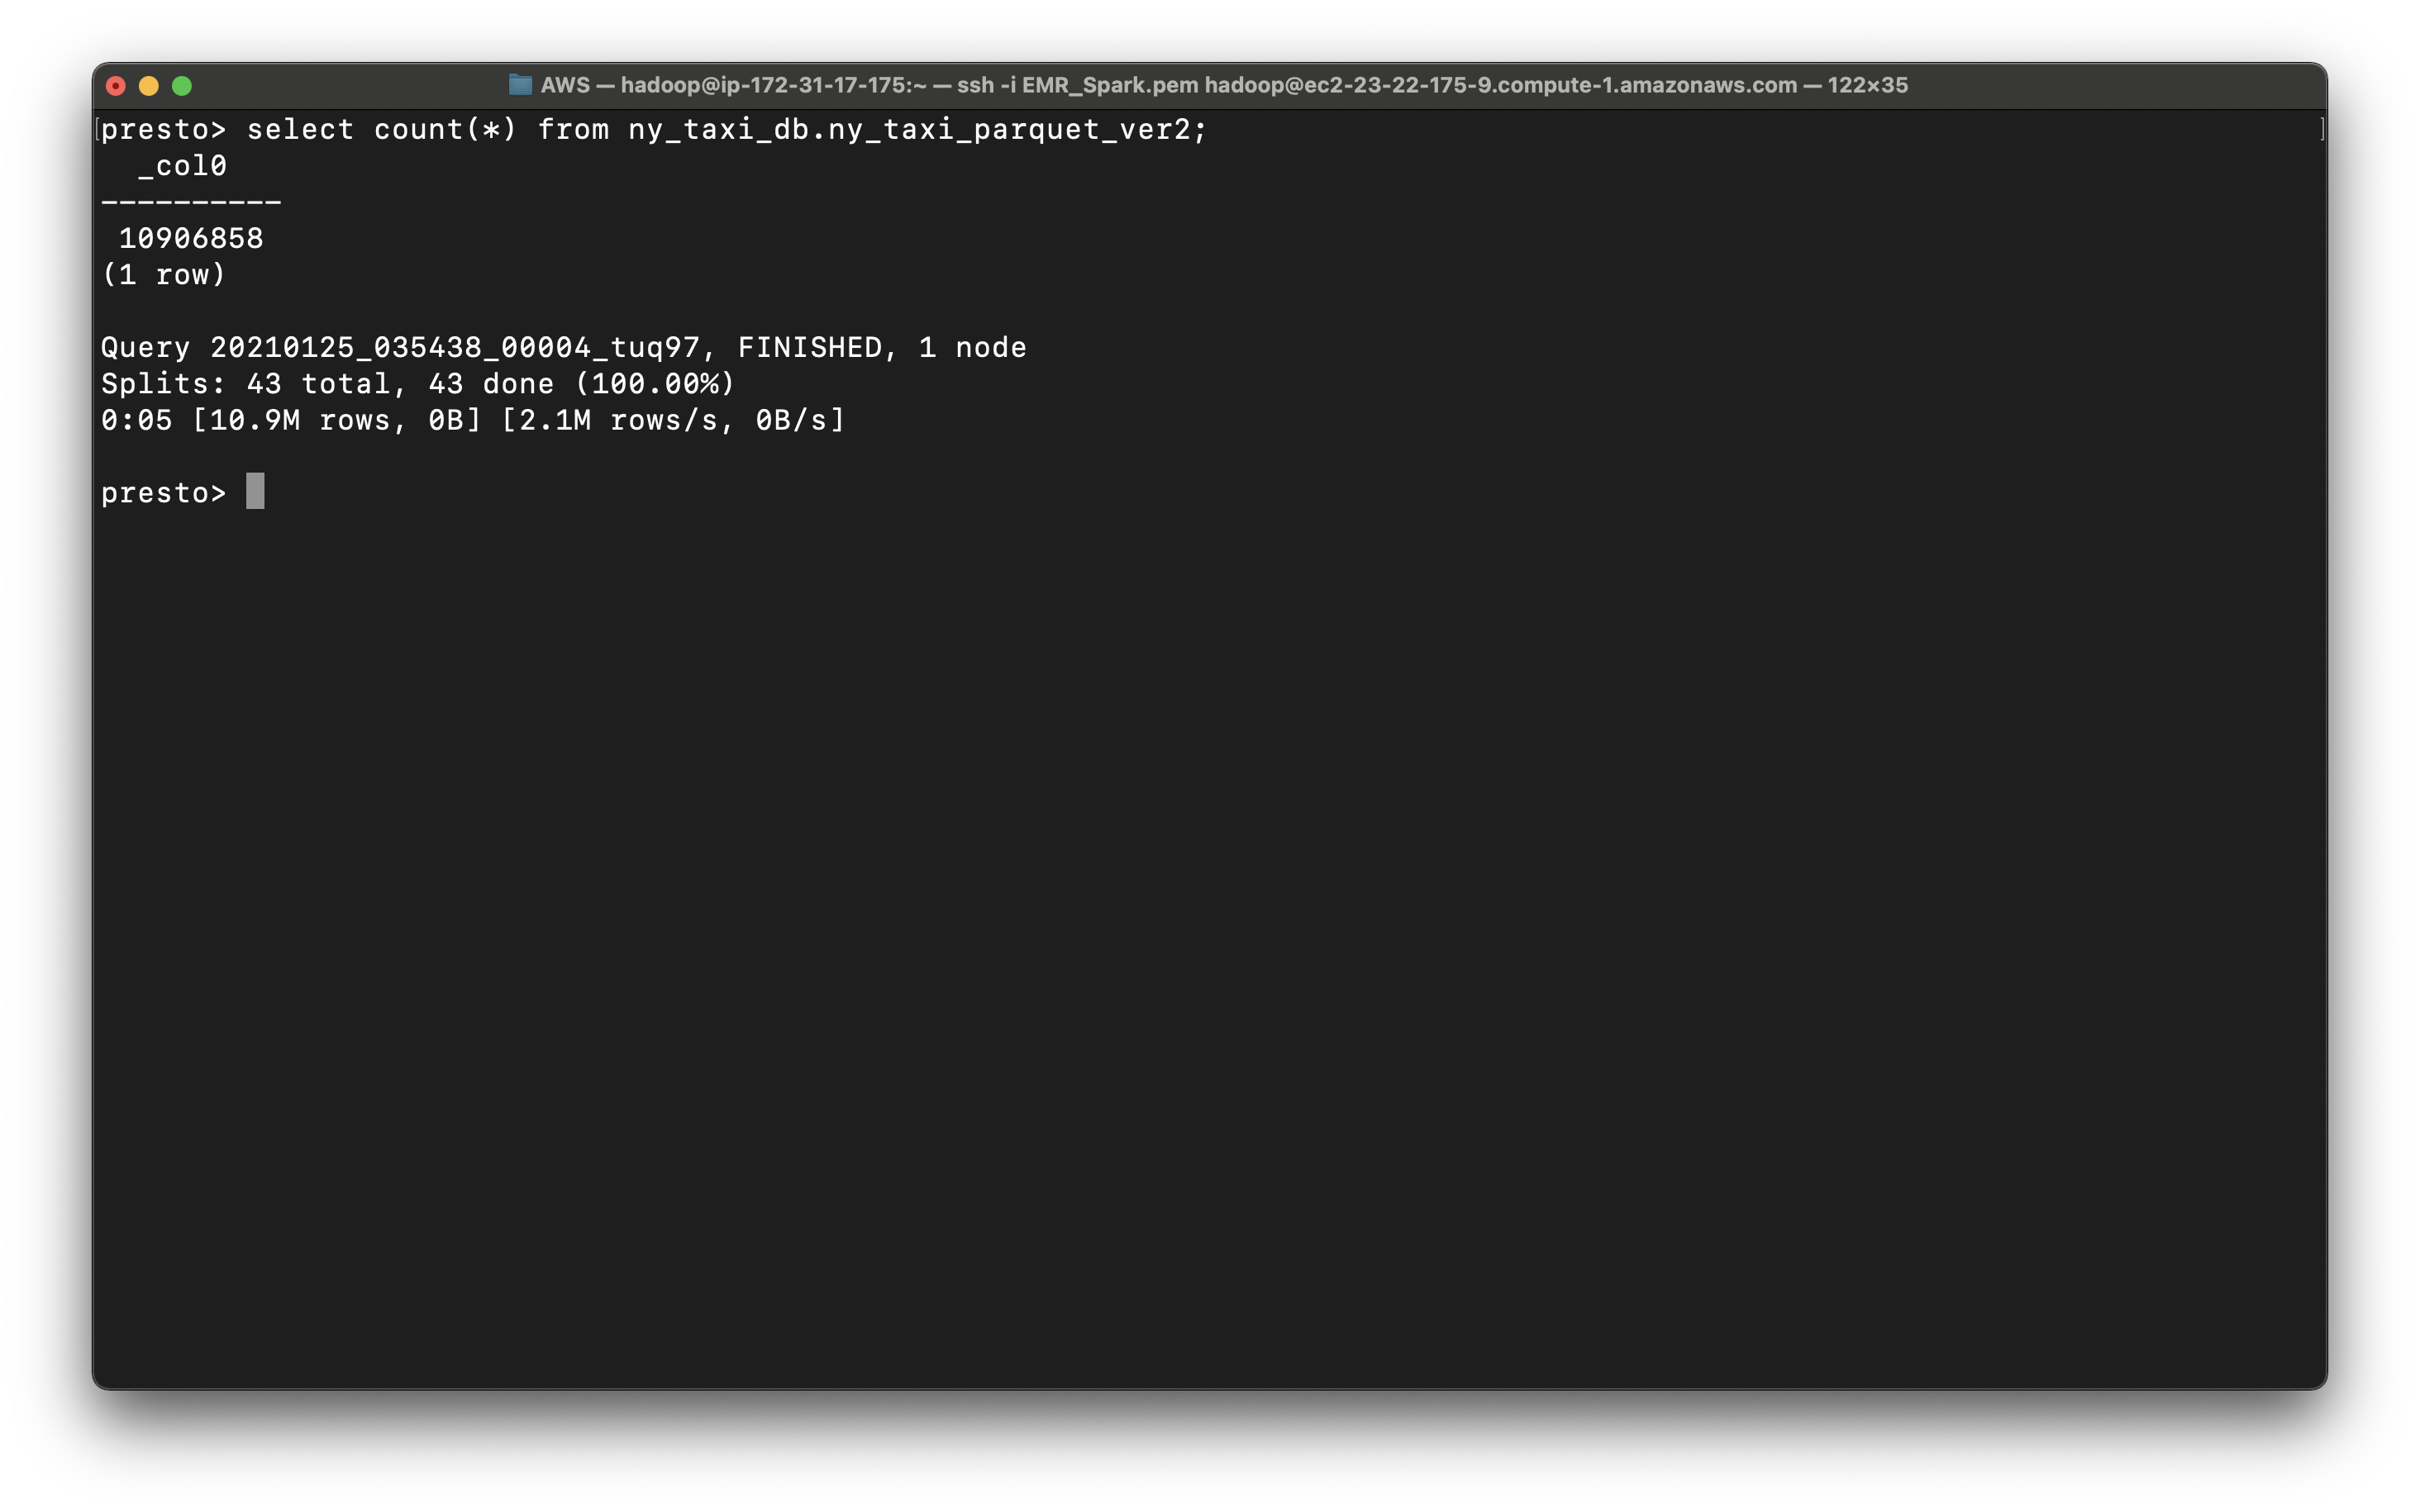 AWS — hadoop@ip-172-31-17-175:~ — ssh -i EMR_Spark.pem hadoop@ec2-23-22-175-9.compute-1.amazonaws.com — 122×35
[presto> select count(*) from ny_taxi_db.ny_taxi_parquet_ver2; ]
_col0
----------
10906858
(1 row)
Query 20210125_035438_00004_tuq97, FINISHED, 1 node
Splits: 43 total, 43 done (100.00%)
0:05 [10.9M rows, 0B] [2.1M rows/s, 0B/s]
presto>